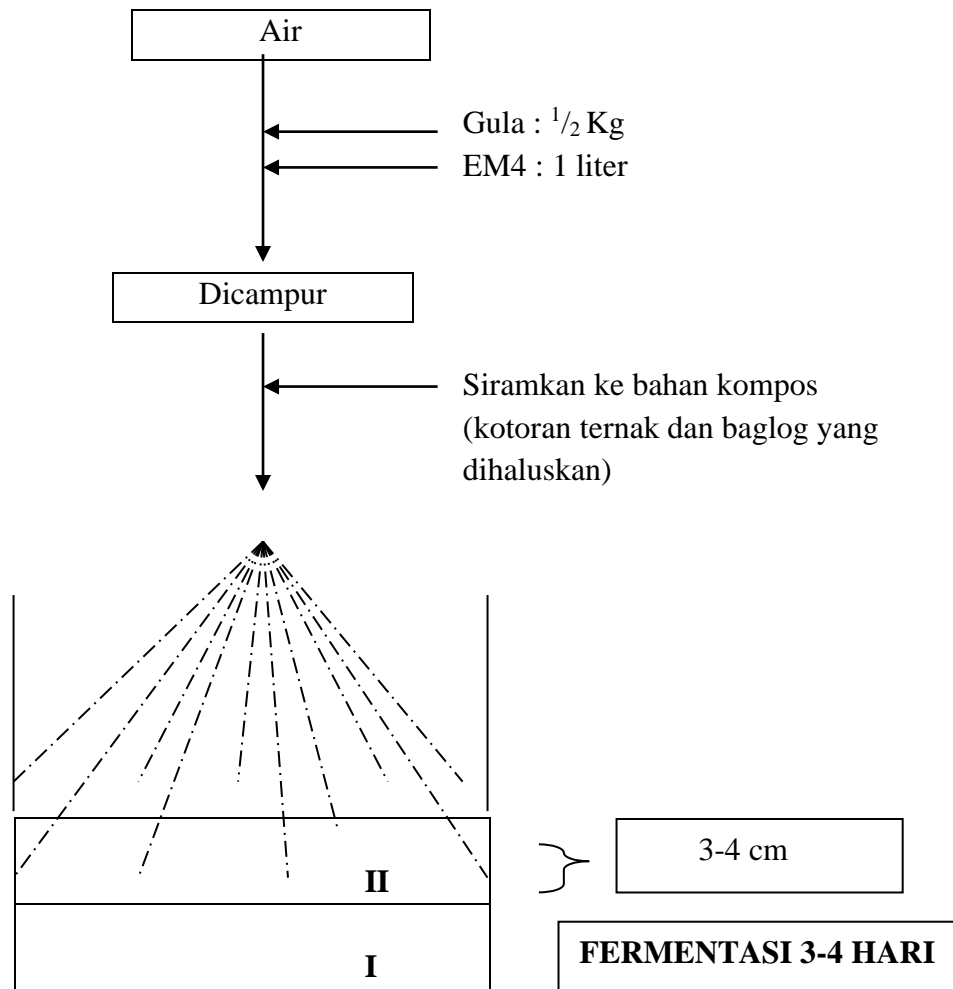 Air
Gula : 1/2 Kg
EM4 : 1 liter
Dicampur
Siramkan ke bahan kompos
(kotoran ternak dan baglog yang
dihaluskan)
3-4 cm
II
FERMENTASI 3-4 HARI
I